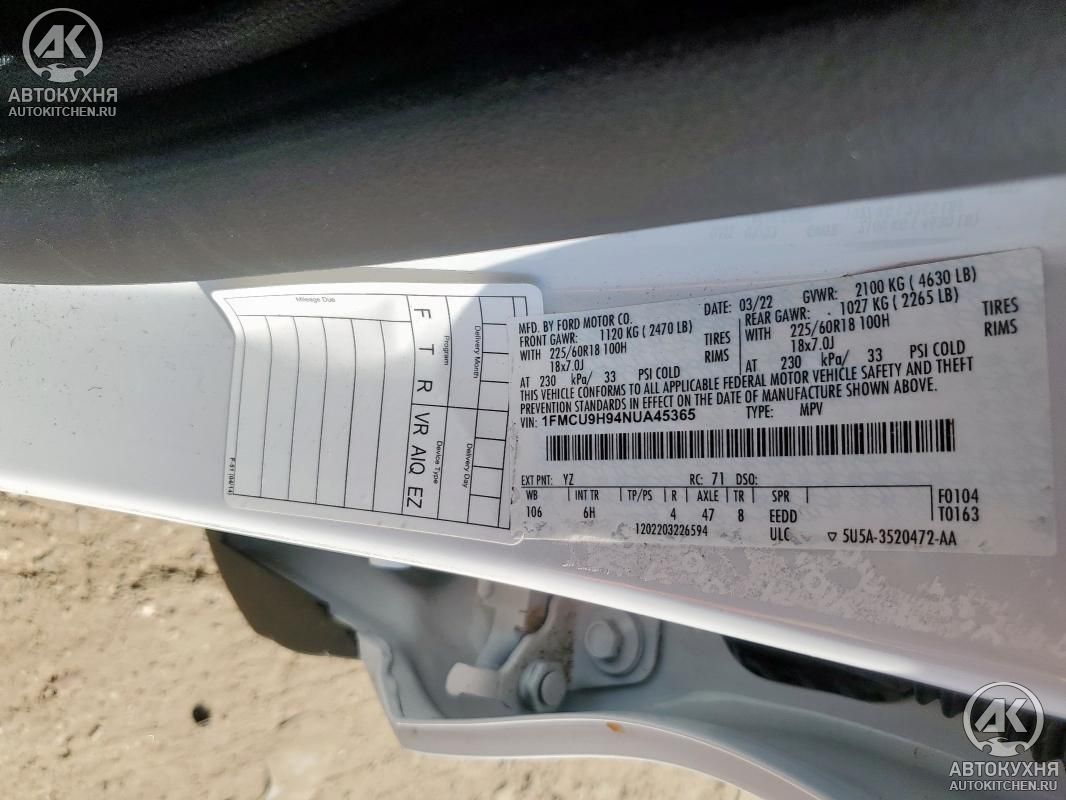 АК
АВТОКУХНЯ
AUTOKITCHEN.RU
Mileage Due
F T R VR AIQ EZ
Program
Device Type
Delivery Month
Delivery Day
F-51 (04/14)
MFD. BY FORD MOTOR CO.
DATE: 03/22 GVWR: 2100 KG ( 4630 LB)
FRONT GAWR: 1120 KG ( 2470 LB)
REAR GAWR: 1027 KG ( 2265 LB)
WITH 225/60R18 100H TIRES
WITH 225/60R18 100H TIRES
18x7.0J RIMS
18x7.0J RIMS
AT 230 kPa/ 33 PSI COLD
AT 230 kPa/ 33 PSI COLD
THIS VEHICLE CONFORMS TO ALL APPLICABLE FEDERAL MOTOR VEHICLE SAFETY AND THEFT
PREVENTION STANDARDS IN EFFECT ON THE DATE OF MANUFACTURE SHOWN ABOVE.
VIN: 1FMCU9H94NUA45365 TYPE: MPV
EXT PNT: YZ RC: 71 DSO:
WB INT TR TP/PS R AXLE TR SPR F0104
106 6H 4 47 8 EEDD T0163
1202203226594 ULC ▽ 5U5A-3520472-AA
АК
АВТОКУХНЯ
AUTOKITCHEN.RU